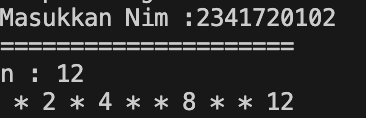 Masukkan Nim :2341720102
=====================
n : 12
* 2 * 4 * * 8 * * 12